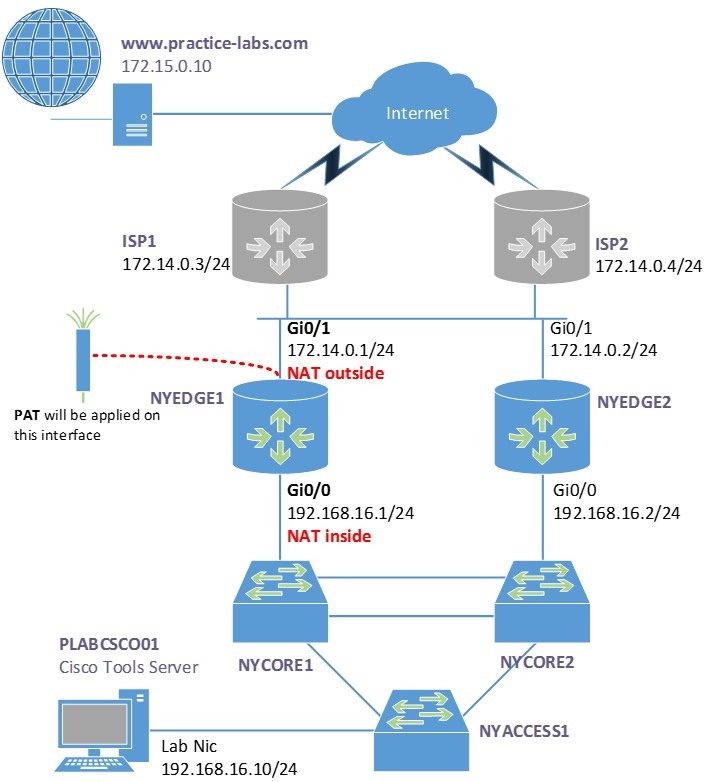 www.practice-labs.com
172.15.0.10
Internet
ISP1
172.14.0.3/24
ISP2
172.14.0.4/24
Gi0/1
172.14.0.1/24
NAT outside
Gi0/1
172.14.0.2/24
PAT will be applied on
this interface
NYEDGE1
NYEDGE2
Gi0/0
192.168.16.1/24
NAT inside
Gi0/0
192.168.16.2/24
NYCORE1
NYCORE2
PLABCSCO01
Cisco Tools Server
NYACCESS1
Lab Nic
192.168.16.10/24